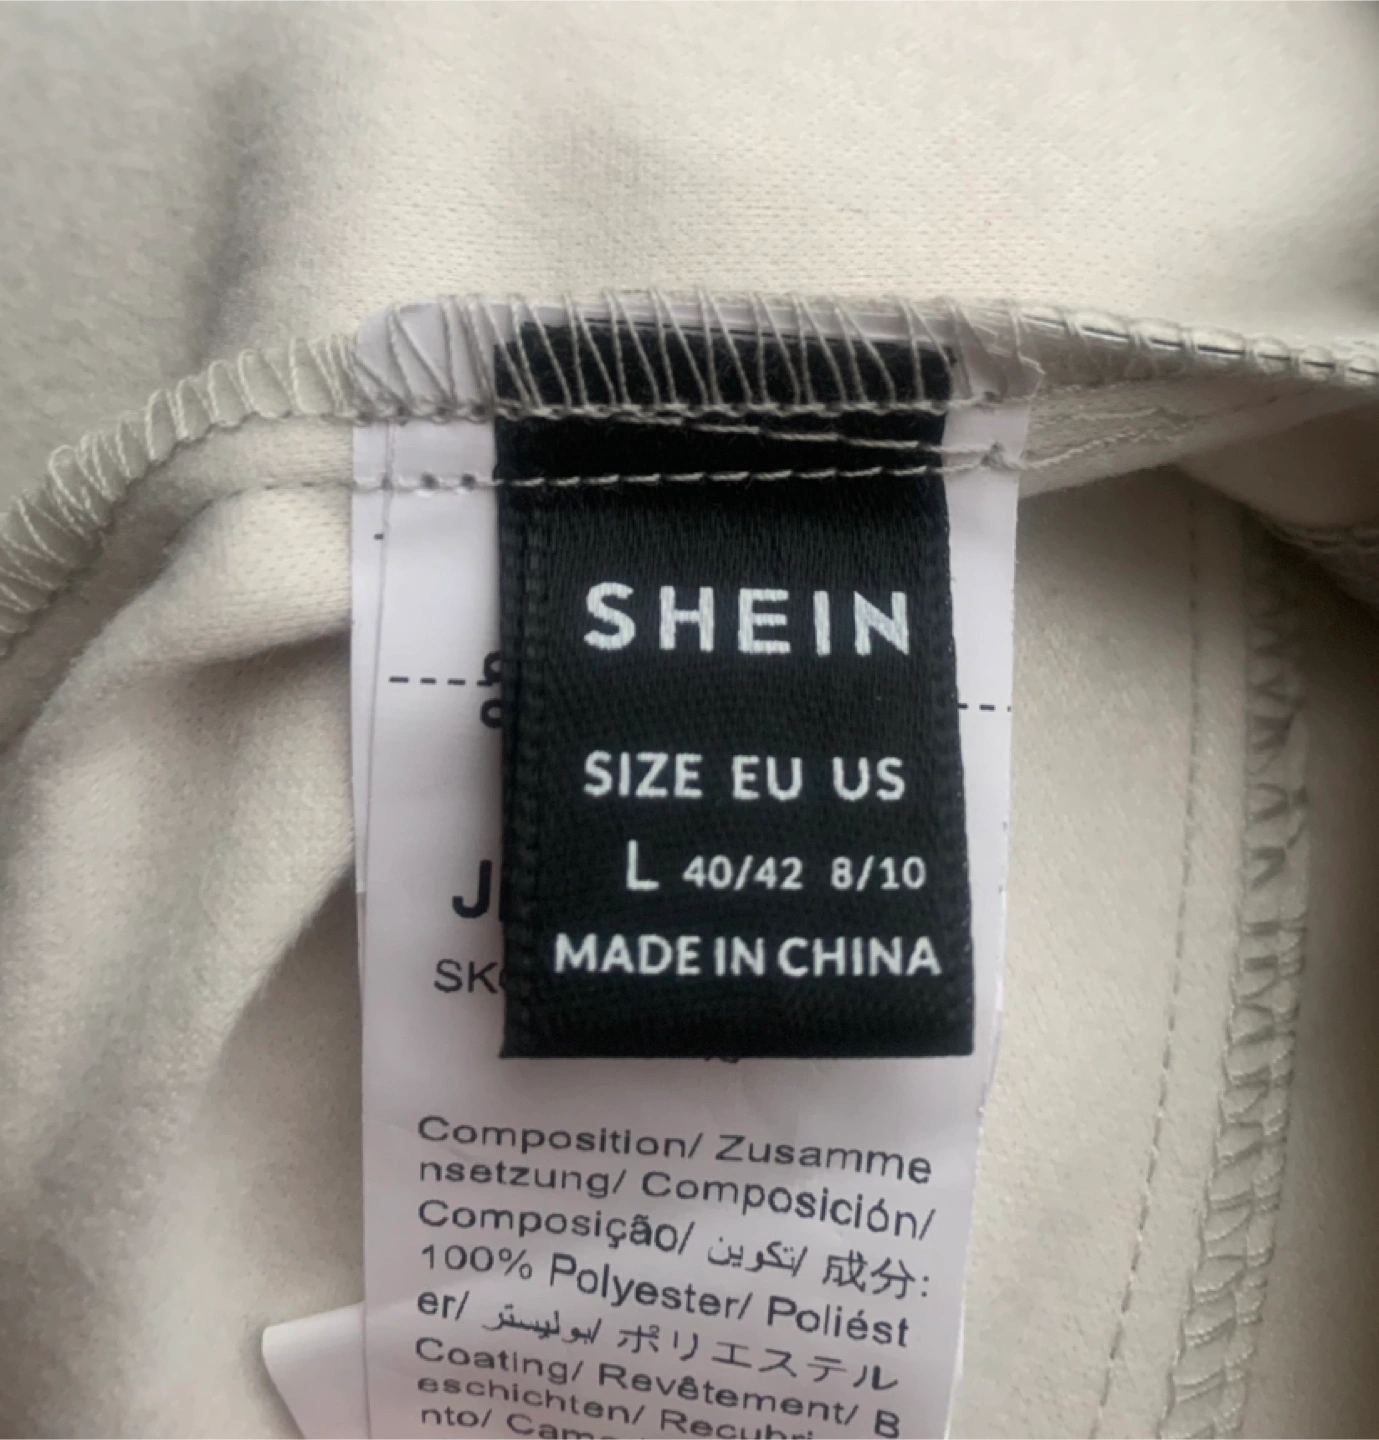 SHEIN
SIZE EU US
L 40/42 8/10
MADE IN CHINA
Composition/ Zusamme
nsetzung/ Composición/
Composição/ تكوين/ 成分:
100% Polyester/ Poliést
er/ بوليستر/ ポリエステル
Coating/ Revêtement/ B
eschichten/ Recubri
nto/